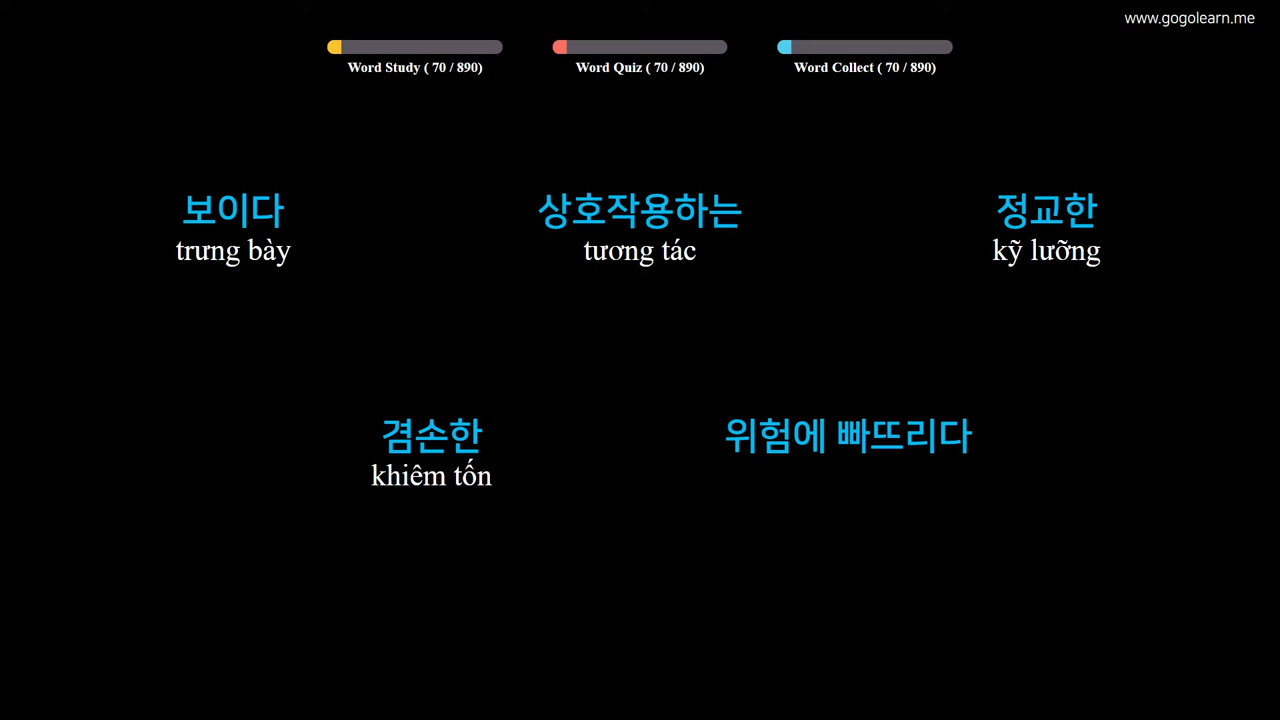 www.gogolearn.me
Word Study ( 70 / 890)
Word Quiz ( 70 / 890)
Word Collect ( 70 / 890)
보이다
trưng bày
상호작용하는
tương tác
정교한
kỹ lưỡng
겸손한
khiêm tốn
위험에 빠뜨리다